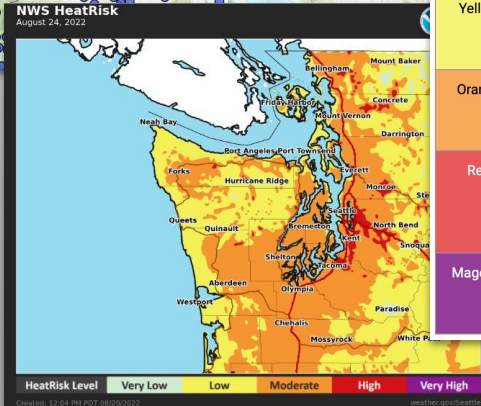 NWS HeatRisk
August 24, 2022
Yell
Oran
Re
Mage
Mount Baker
Bellingham
Concrete
Friday Harbor
Mount Vernon
Neah Bay
Darrington
Port Angeles Port Townsend
Everett
Forks
Hurricane Ridge
Monroe
Ste
Seattle
Queets
Quinault
Bremerton
North Bend
Kent
Snoqua
Shelton
Tacoma
Aberdeen
Olympia
Westport
Paradise
Chehalis
Mossyrock
White P
HeatRisk Level Very Low Low Moderate High Very High
Created: 12:04 PM PDT 08/20/2022
weather.gov/Seattle